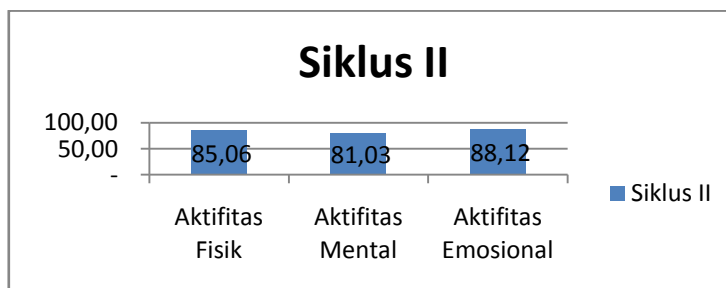 Siklus II
100,00
50,00
-
85,06
81,03
88,12
Aktifitas
Fisik
Aktifitas
Mental
Aktifitas
Emosional
Siklus II